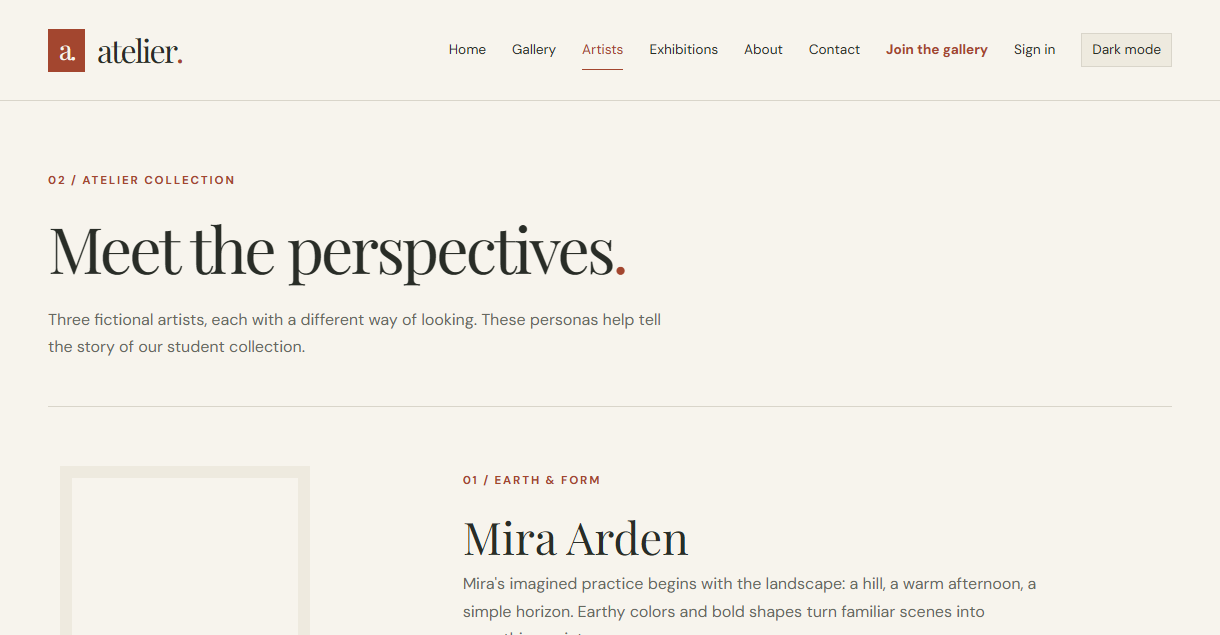 a. atelier.
Home Gallery Artists Exhibitions About Contact Join the gallery Sign in Dark mode
02 / ATELIER COLLECTION
Meet the perspectives.
Three fictional artists, each with a different way of looking. These personas help tell
the story of our student collection.
01 / EARTH & FORM
Mira Arden
Mira's imagined practice begins with the landscape: a hill, a warm afternoon, a
simple horizon. Earthy colors and bold shapes turn familiar scenes into